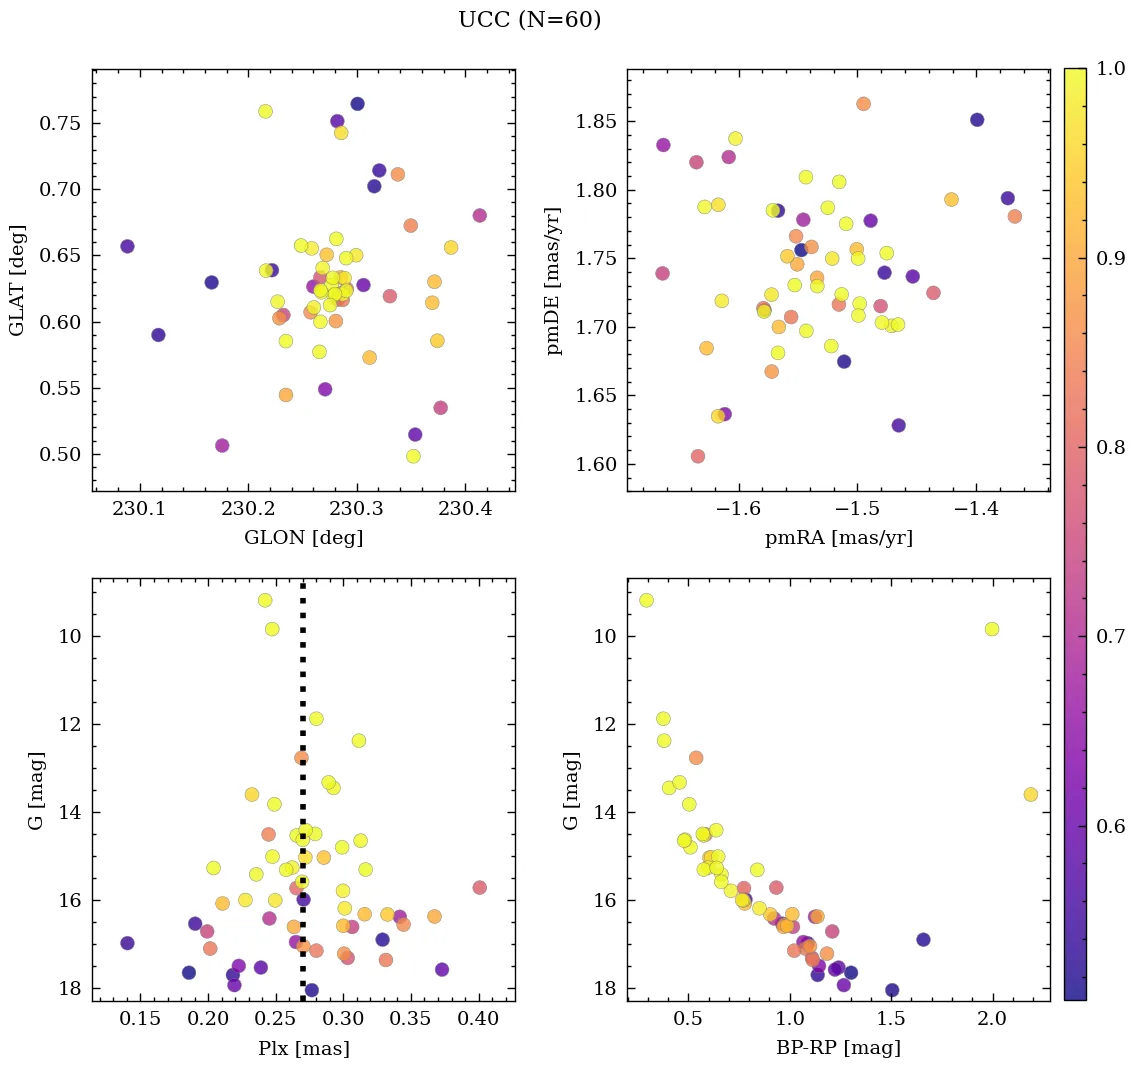 UCC (N=60)
0.75
0.70
0.65
0.60
0.55
0.50
GLAT [deg]
230.1 230.2 230.3 230.4
GLON [deg]
1.85
1.80
1.75
1.70
1.65
1.60
pmDE [mas/yr]
−1.6 −1.5 −1.4
pmRA [mas/yr]
1.0
0.9
0.8
0.7
0.6
10
12
14
16
18
G [mag]
0.15 0.20 0.25 0.30 0.35 0.40
Plx [mas]
10
12
14
16
18
G [mag]
0.5 1.0 1.5 2.0
BP-RP [mag]